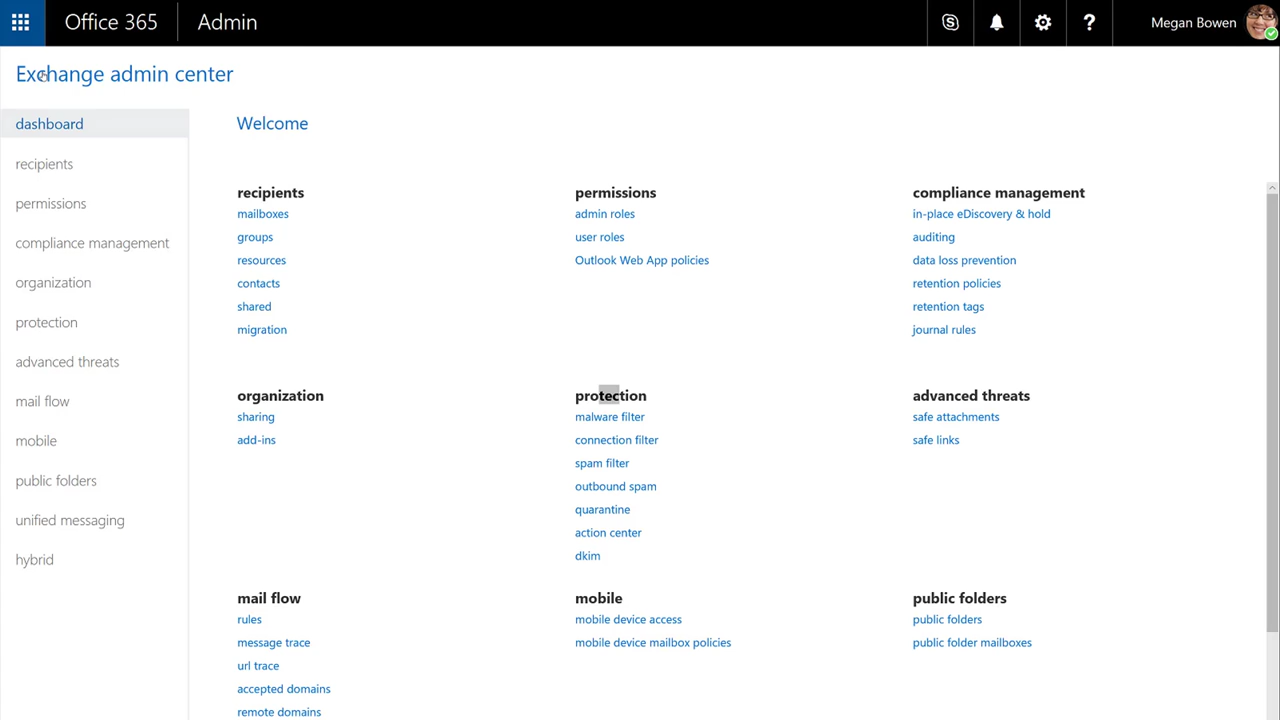 Office 365 Admin Megan Bowen
Exchange admin center
dashboard
recipients
permissions
compliance management
organization
protection
advanced threats
mail flow
mobile
public folders
unified messaging
hybrid
Welcome
recipients
mailboxes
groups
resources
contacts
shared
migration
permissions
admin roles
user roles
Outlook Web App policies
compliance management
in-place eDiscovery & hold
auditing
data loss prevention
retention policies
retention tags
journal rules
organization
sharing
add-ins
protection
malware filter
connection filter
spam filter
outbound spam
quarantine
action center
dkim
advanced threats
safe attachments
safe links
mail flow
rules
message trace
url trace
accepted domains
remote domains
mobile
mobile device access
mobile device mailbox policies
public folders
public folders
public folder mailboxes